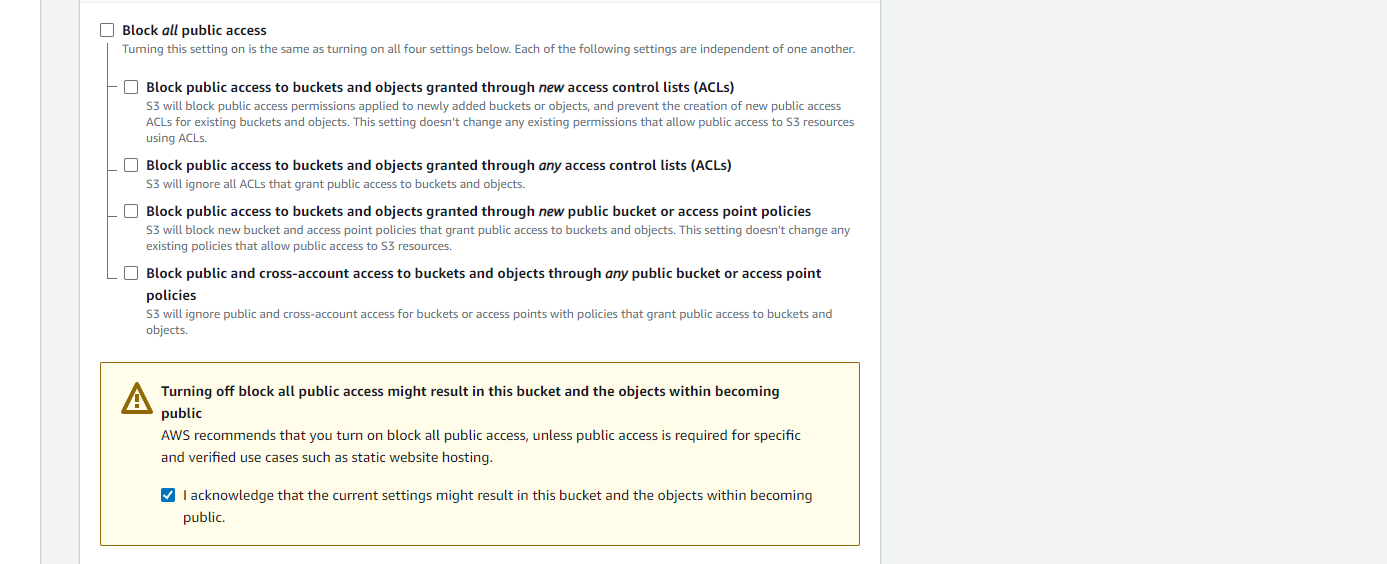 Block all public access
Turning this setting on is the same as turning on all four settings below. Each of the following settings are independent of one another.
Block public access to buckets and objects granted through new access control lists (ACLs)
S3 will block public access permissions applied to newly added buckets or objects, and prevent the creation of new public access
ACLs for existing buckets and objects. This setting doesn't change any existing permissions that allow public access to S3 resources
using ACLs.
Block public access to buckets and objects granted through any access control lists (ACLs)
S3 will ignore all ACLs that grant public access to buckets and objects.
Block public access to buckets and objects granted through new public bucket or access point policies
S3 will block new bucket and access point policies that grant public access to buckets and objects. This setting doesn't change any
existing policies that allow public access to S3 resources.
Block public and cross-account access to buckets and objects through any public bucket or access point
policies
S3 will ignore public and cross-account access for buckets or access points with policies that grant public access to buckets and
objects.
Turning off block all public access might result in this bucket and the objects within becoming
public
AWS recommends that you turn on block all public access, unless public access is required for specific
and verified use cases such as static website hosting.
I acknowledge that the current settings might result in this bucket and the objects within becoming
public.